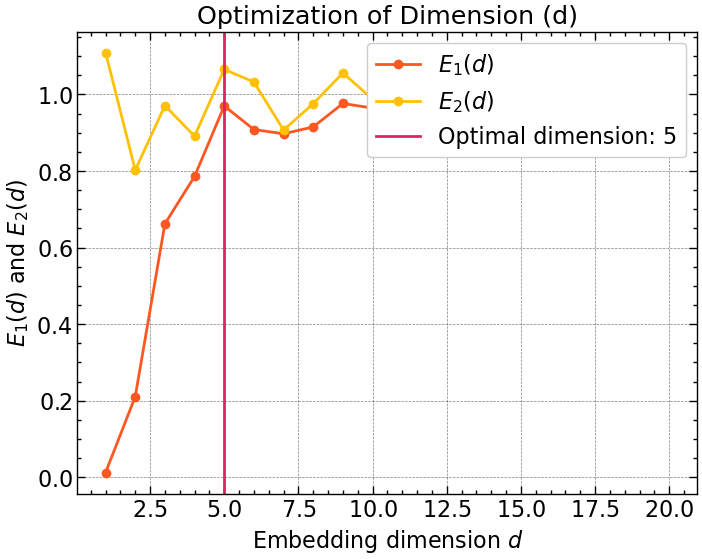 Optimization of Dimension (d)
E₁(d) and E₂(d)
1.0
0.8
0.6
0.4
0.2
0.0
E₁(d)
E₂(d)
Optimal dimension: 5
2.5 5.0 7.5 10.0 12.5 15.0 17.5 20.0
Embedding dimension d